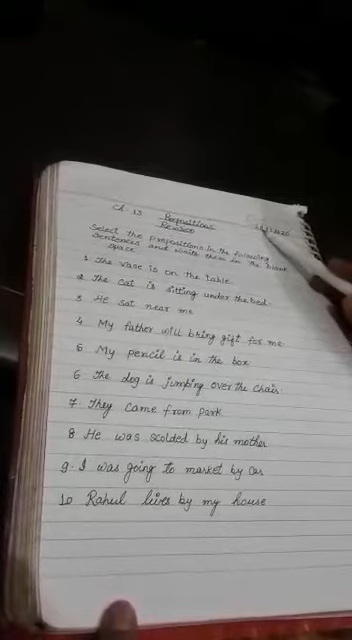 Ch. 13 Prepositions
Revision
Select the prepositions in the following
sentences and write them in the blank
space
1 The vase is on the table.
2 The cat is sitting under the bed.
3 He sat near me
4 My father will bring gift for me
5 My pencil is in the box
6 The dog is jumping over the chair.
7 They came from park
8 He was scolded by his mother
9. I was going to market by car
10 Rahul lives by my house